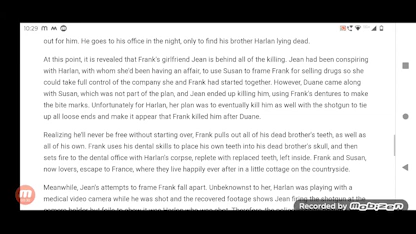 10:29
out for him. He goes to his office in the night, only to find his brother Harlan lying dead.
At this point, it is revealed that Frank's girlfriend Jean is behind all of the killing. Jean had been conspiring
with Harlan, with whom she'd been having an affair, to use Susan to frame Frank for selling drugs so she
could take full control of the company she and Frank had started together. However, Duane came along
with Susan, which was not part of the plan, and Jean ended up killing him, using Frank's dentures to make
the bite marks. Unfortunately for Harlan, her plan was to eventually kill him as well with the shotgun to tie
up all loose ends and make it appear that Frank killed him after Duane.
Realizing he'll never be free without starting over, Frank pulls out all of his dead brother's teeth, as well as
all of his own. Frank uses his dental skills to place his own teeth into his dead brother's skull, and then
sets fire to the dental office with Harlan's corpse, replete with replaced teeth, left inside. Frank and Susan,
now lovers, escape to France, where they live happily ever after in a little cottage on the countryside.
Meanwhile, Jean's attempts to frame Frank fall apart. Unbeknownst to her, Harlan was playing with a
medical video camera while he was shot and the recovered footage shows Jean firing the shotgun at the
Recorded by mobizen